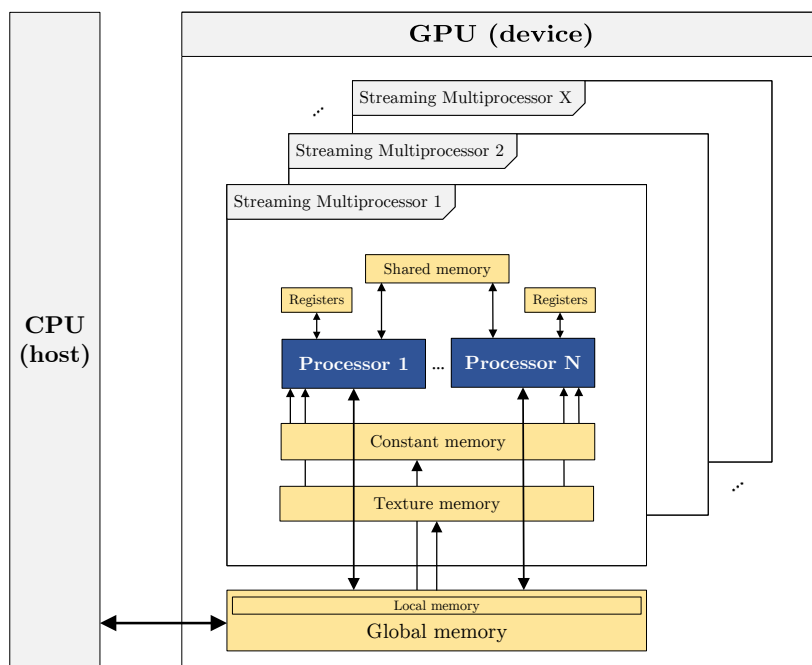 GPU (device)
Streaming Multiprocessor X
...
Streaming Multiprocessor 2
Streaming Multiprocessor 1
Shared memory
Registers
Registers
CPU
(host)
Processor 1
...
Processor N
Constant memory
Texture memory
...
Local memory
Global memory